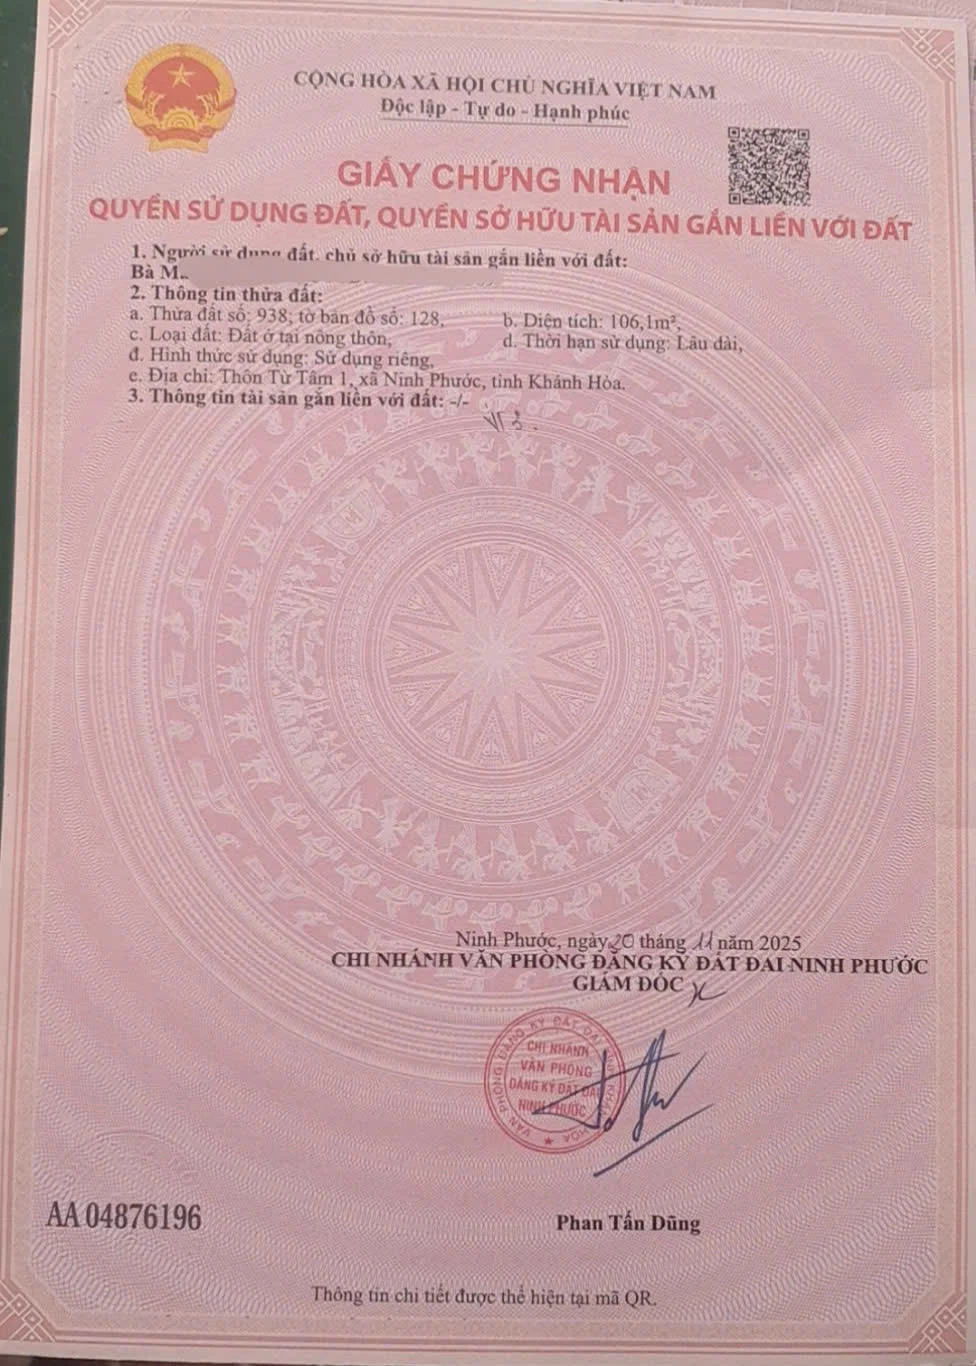 CỘNG HÒA XÃ HỘI CHỦ NGHĨA VIỆT NAM
Độc lập - Tự do - Hạnh phúc
GIẤY CHỨNG NHẬN
QUYỀN SỬ DỤNG ĐẤT, QUYỀN SỞ HỮU TÀI SẢN GẮN LIỀN VỚI ĐẤT
1. Người sử dụng đất, chủ sở hữu tài sản gắn liền với đất:
Bà M
2. Thông tin thửa đất:
a. Thửa đất số: 938; tờ bản đồ số: 128, b. Diện tích: 106,1m²,
c. Loại đất: Đất ở tại nông thôn, d. Thời hạn sử dụng: Lâu dài,
đ. Hình thức sử dụng: Sử dụng riêng,
e. Địa chỉ: Thôn Từ Tâm 1, xã Ninh Phước, tỉnh Khánh Hòa.
3. Thông tin tài sản gắn liền với đất: -/-
Ninh Phước, ngày 20 tháng 11 năm 2025
CHI NHÁNH VĂN PHÒNG ĐĂNG KÝ ĐẤT ĐAI NINH PHƯỚC
GIÁM ĐỐC
CHI NHÁNH
VĂN PHÒNG
ĐĂNG KÝ ĐẤT ĐAI
NINH PHƯỚC
AA 04876196
Phan Tấn Dũng
Thông tin chi tiết được thể hiện tại mã QR.